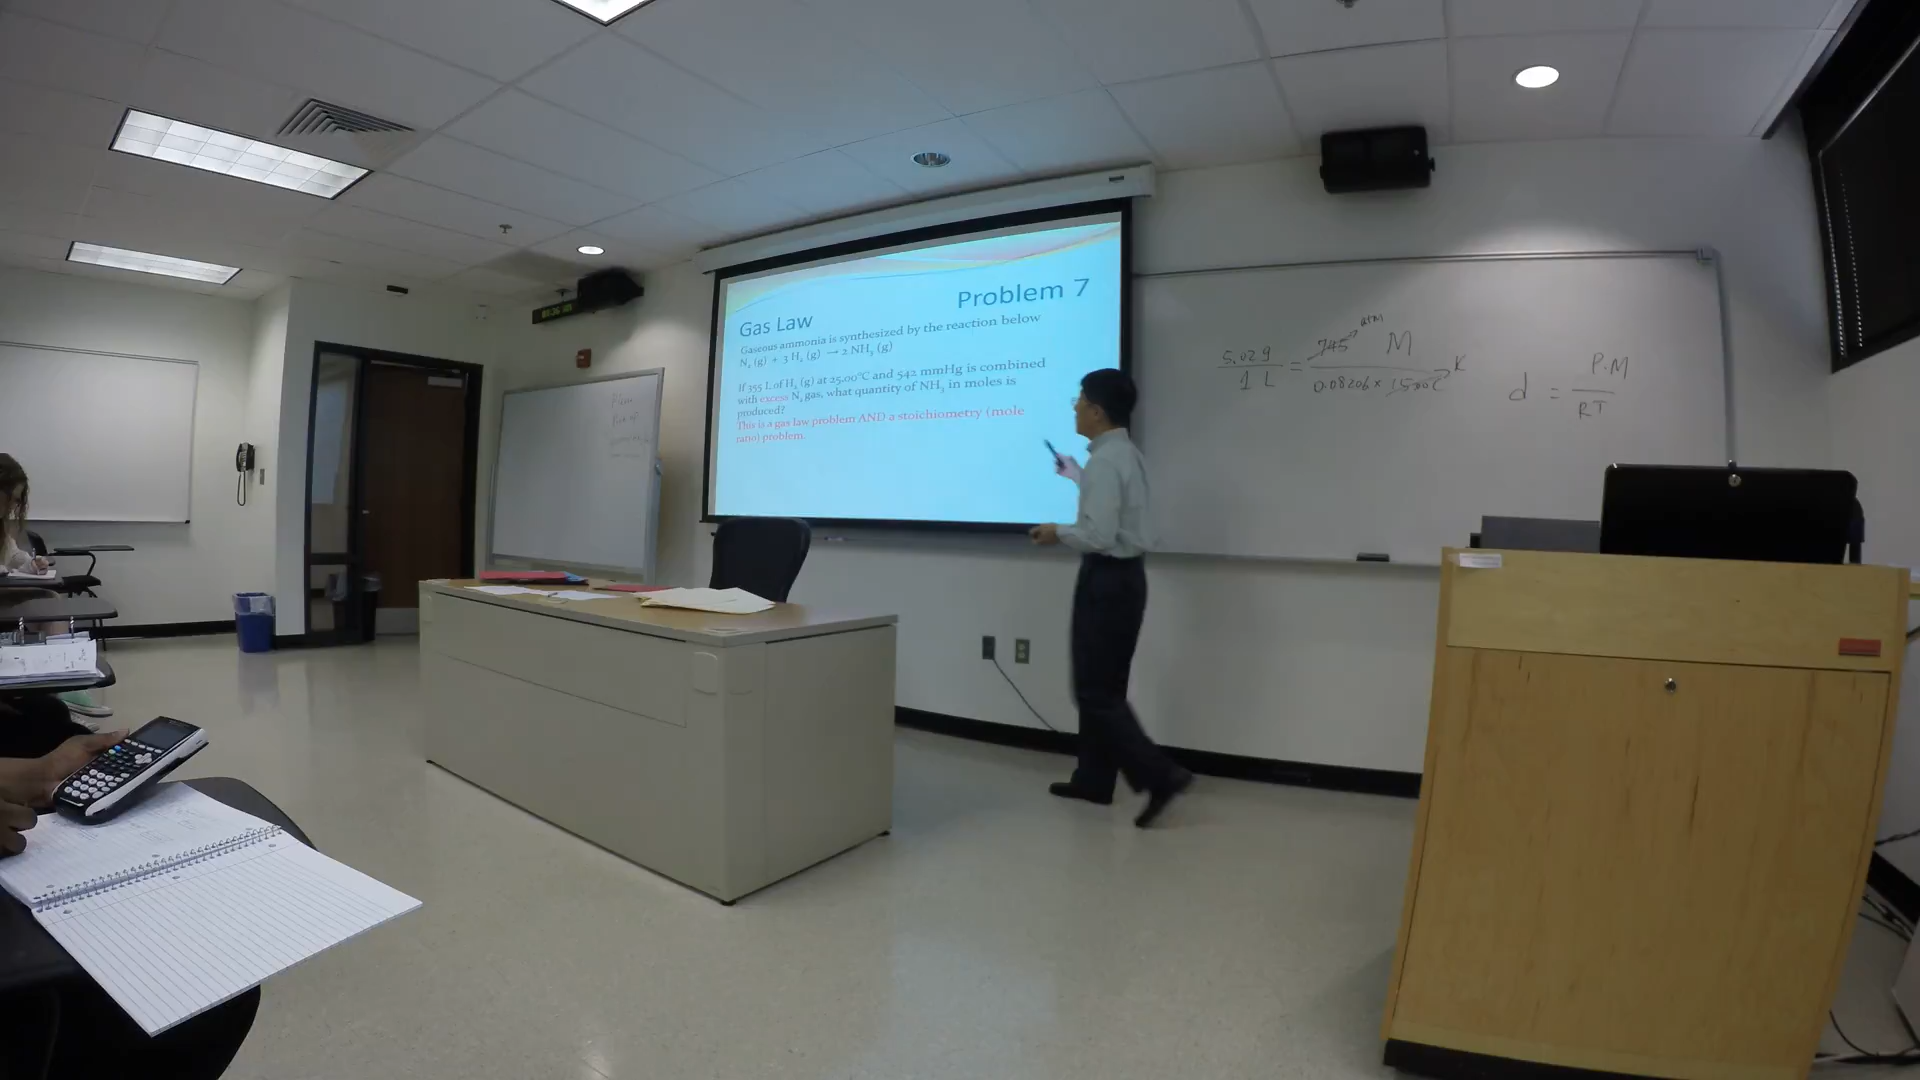 Problem 7
Gas Law
Gaseous ammonia is synthesized by the reaction below
N₂ (g) + 3 H₂ (g) → 2 NH₃ (g)
If 355 L of H₂ (g) at 25.00°C and 542 mmHg is combined
with excess N₂ gas, what quantity of NH₃ in moles is
produced?
This is a gas law problem AND a stoichiometry (mole
ratio) problem.
atm
5.02 g / 1 L = 745 M / 0.08206 × K
d = P.M / RT